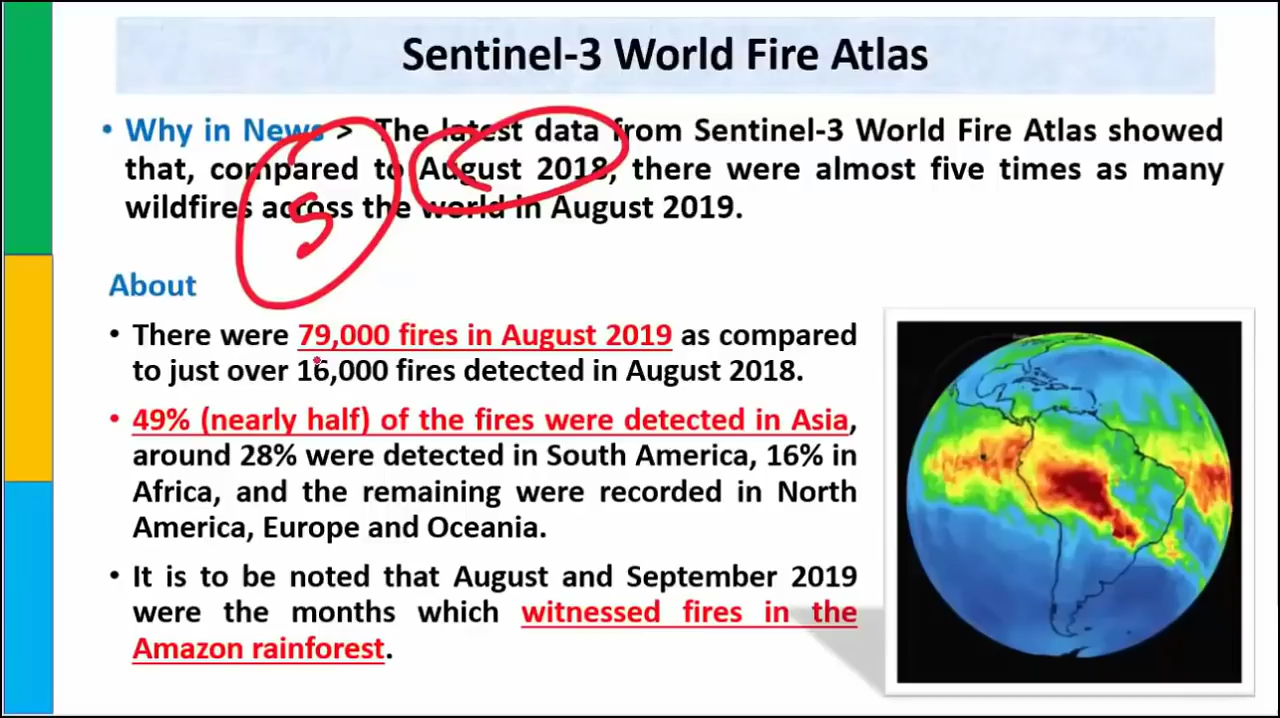 Sentinel-3 World Fire Atlas
• Why in News > The latest data from Sentinel-3 World Fire Atlas showed
that, compared to August 2018, there were almost five times as many
wildfires across the world in August 2019.
5
About
• There were 79,000 fires in August 2019 as compared
to just over 16,000 fires detected in August 2018.
• 49% (nearly half) of the fires were detected in Asia,
around 28% were detected in South America, 16% in
Africa, and the remaining were recorded in North
America, Europe and Oceania.
• It is to be noted that August and September 2019
were the months which witnessed fires in the
Amazon rainforest.